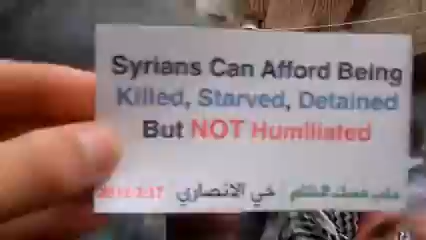 Syrians Can Afford Being
Killed, Starved, Detained
But NOT Humiliated
حي الانصاري